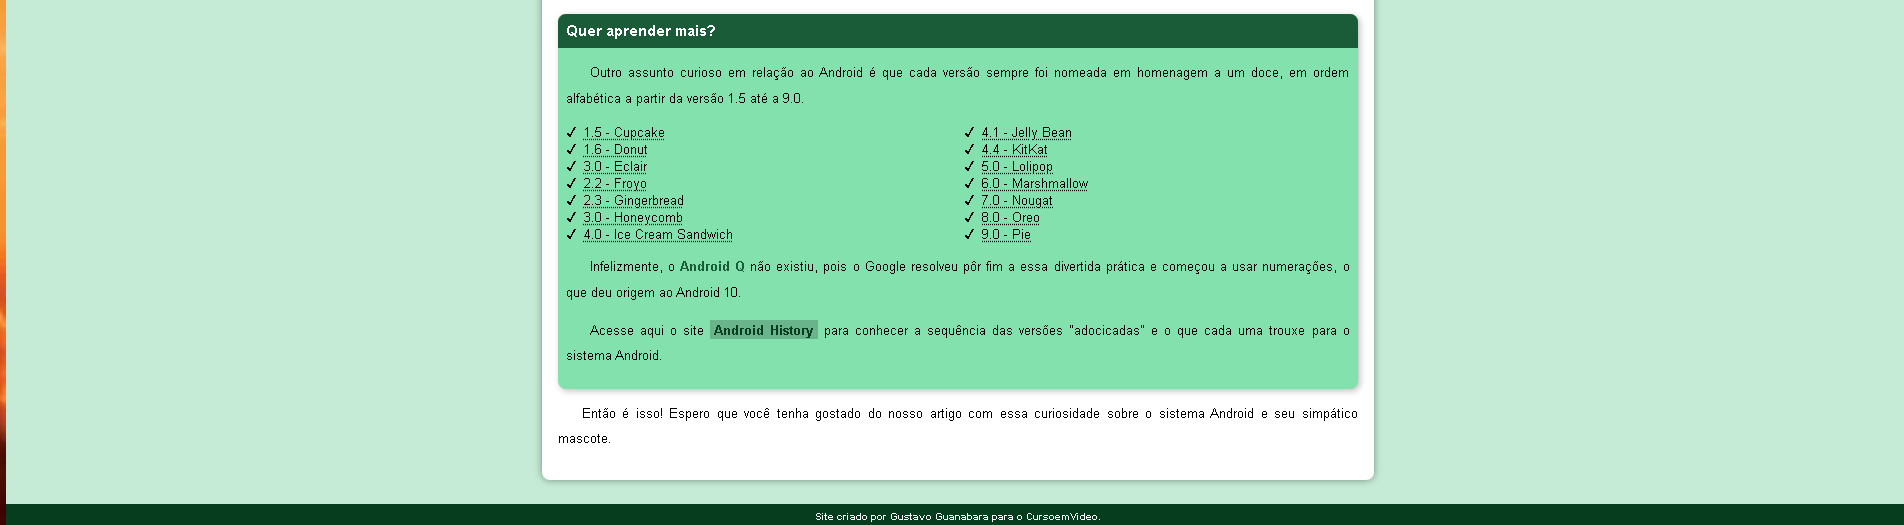 Quer aprender mais?
Outro assunto curioso em relação ao Android é que cada versão sempre foi nomeada em homenagem a um doce, em ordem
alfabética a partir da versão 1.5 até a 9.0.
✓ 1.5 - Cupcake
✓ 1.6 - Donut
✓ 3.0 - Eclair
✓ 2.2 - Froyo
✓ 2.3 - Gingerbread
✓ 3.0 - Honeycomb
✓ 4.0 - Ice Cream Sandwich
✓ 4.1 - Jelly Bean
✓ 4.4 - KitKat
✓ 5.0 - Lolipop
✓ 6.0 - Marshmallow
✓ 7.0 - Nougat
✓ 8.0 - Oreo
✓ 9.0 - Pie
Infelizmente, o Android Q não existiu, pois o Google resolveu pôr fim a essa divertida prática e começou a usar numerações, o
que deu origem ao Android 10.
Acesse aqui o site Android History para conhecer a sequência das versões "adocicadas" e o que cada uma trouxe para o
sistema Android.
Então é isso! Espero que você tenha gostado do nosso artigo com essa curiosidade sobre o sistema Android e seu simpático
mascote.
Site criado por Gustavo Guanabara para o CursoemVideo.